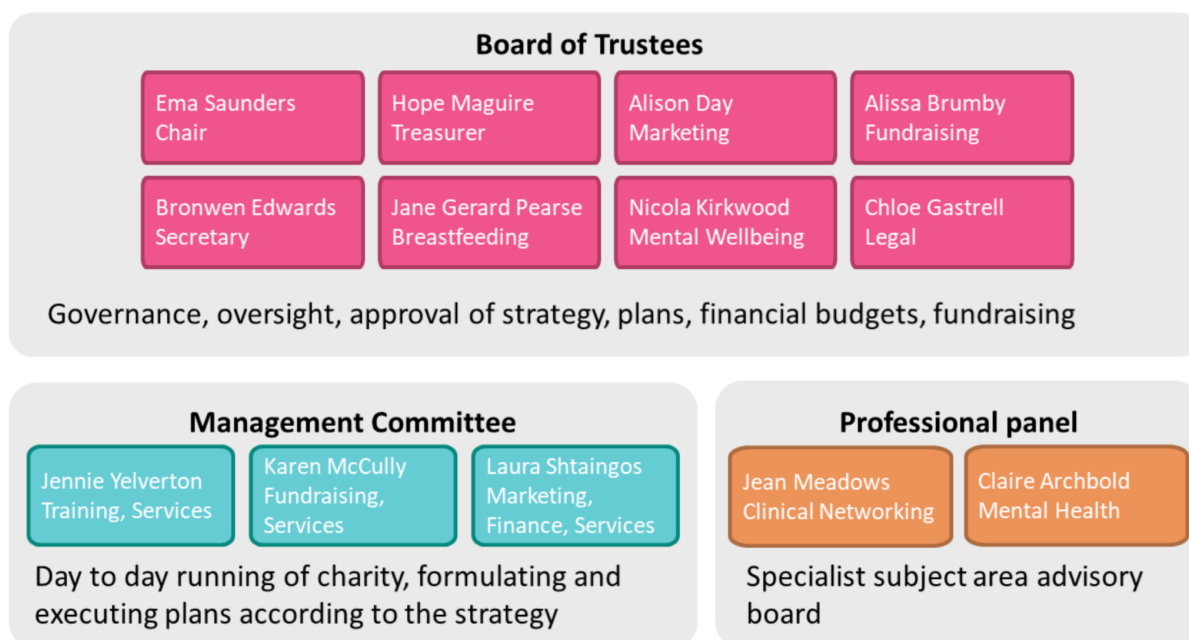 Board of Trustees
Ema Saunders
Chair
Hope Maguire
Treasurer
Alison Day
Marketing
Alissa Brumby
Fundraising
Bronwen Edwards
Secretary
Jane Gerard Pearse
Breastfeeding
Nicola Kirkwood
Mental Wellbeing
Chloe Gastrell
Legal
Governance, oversight, approval of strategy, plans, financial budgets, fundraising
Management Committee
Jennie Yelverton
Training, Services
Karen McCully
Fundraising,
Services
Laura Shtaingos
Marketing,
Finance, Services
Day to day running of charity, formulating and
executing plans according to the strategy
Professional panel
Jean Meadows
Clinical Networking
Claire Archbold
Mental Health
Specialist subject area advisory
board